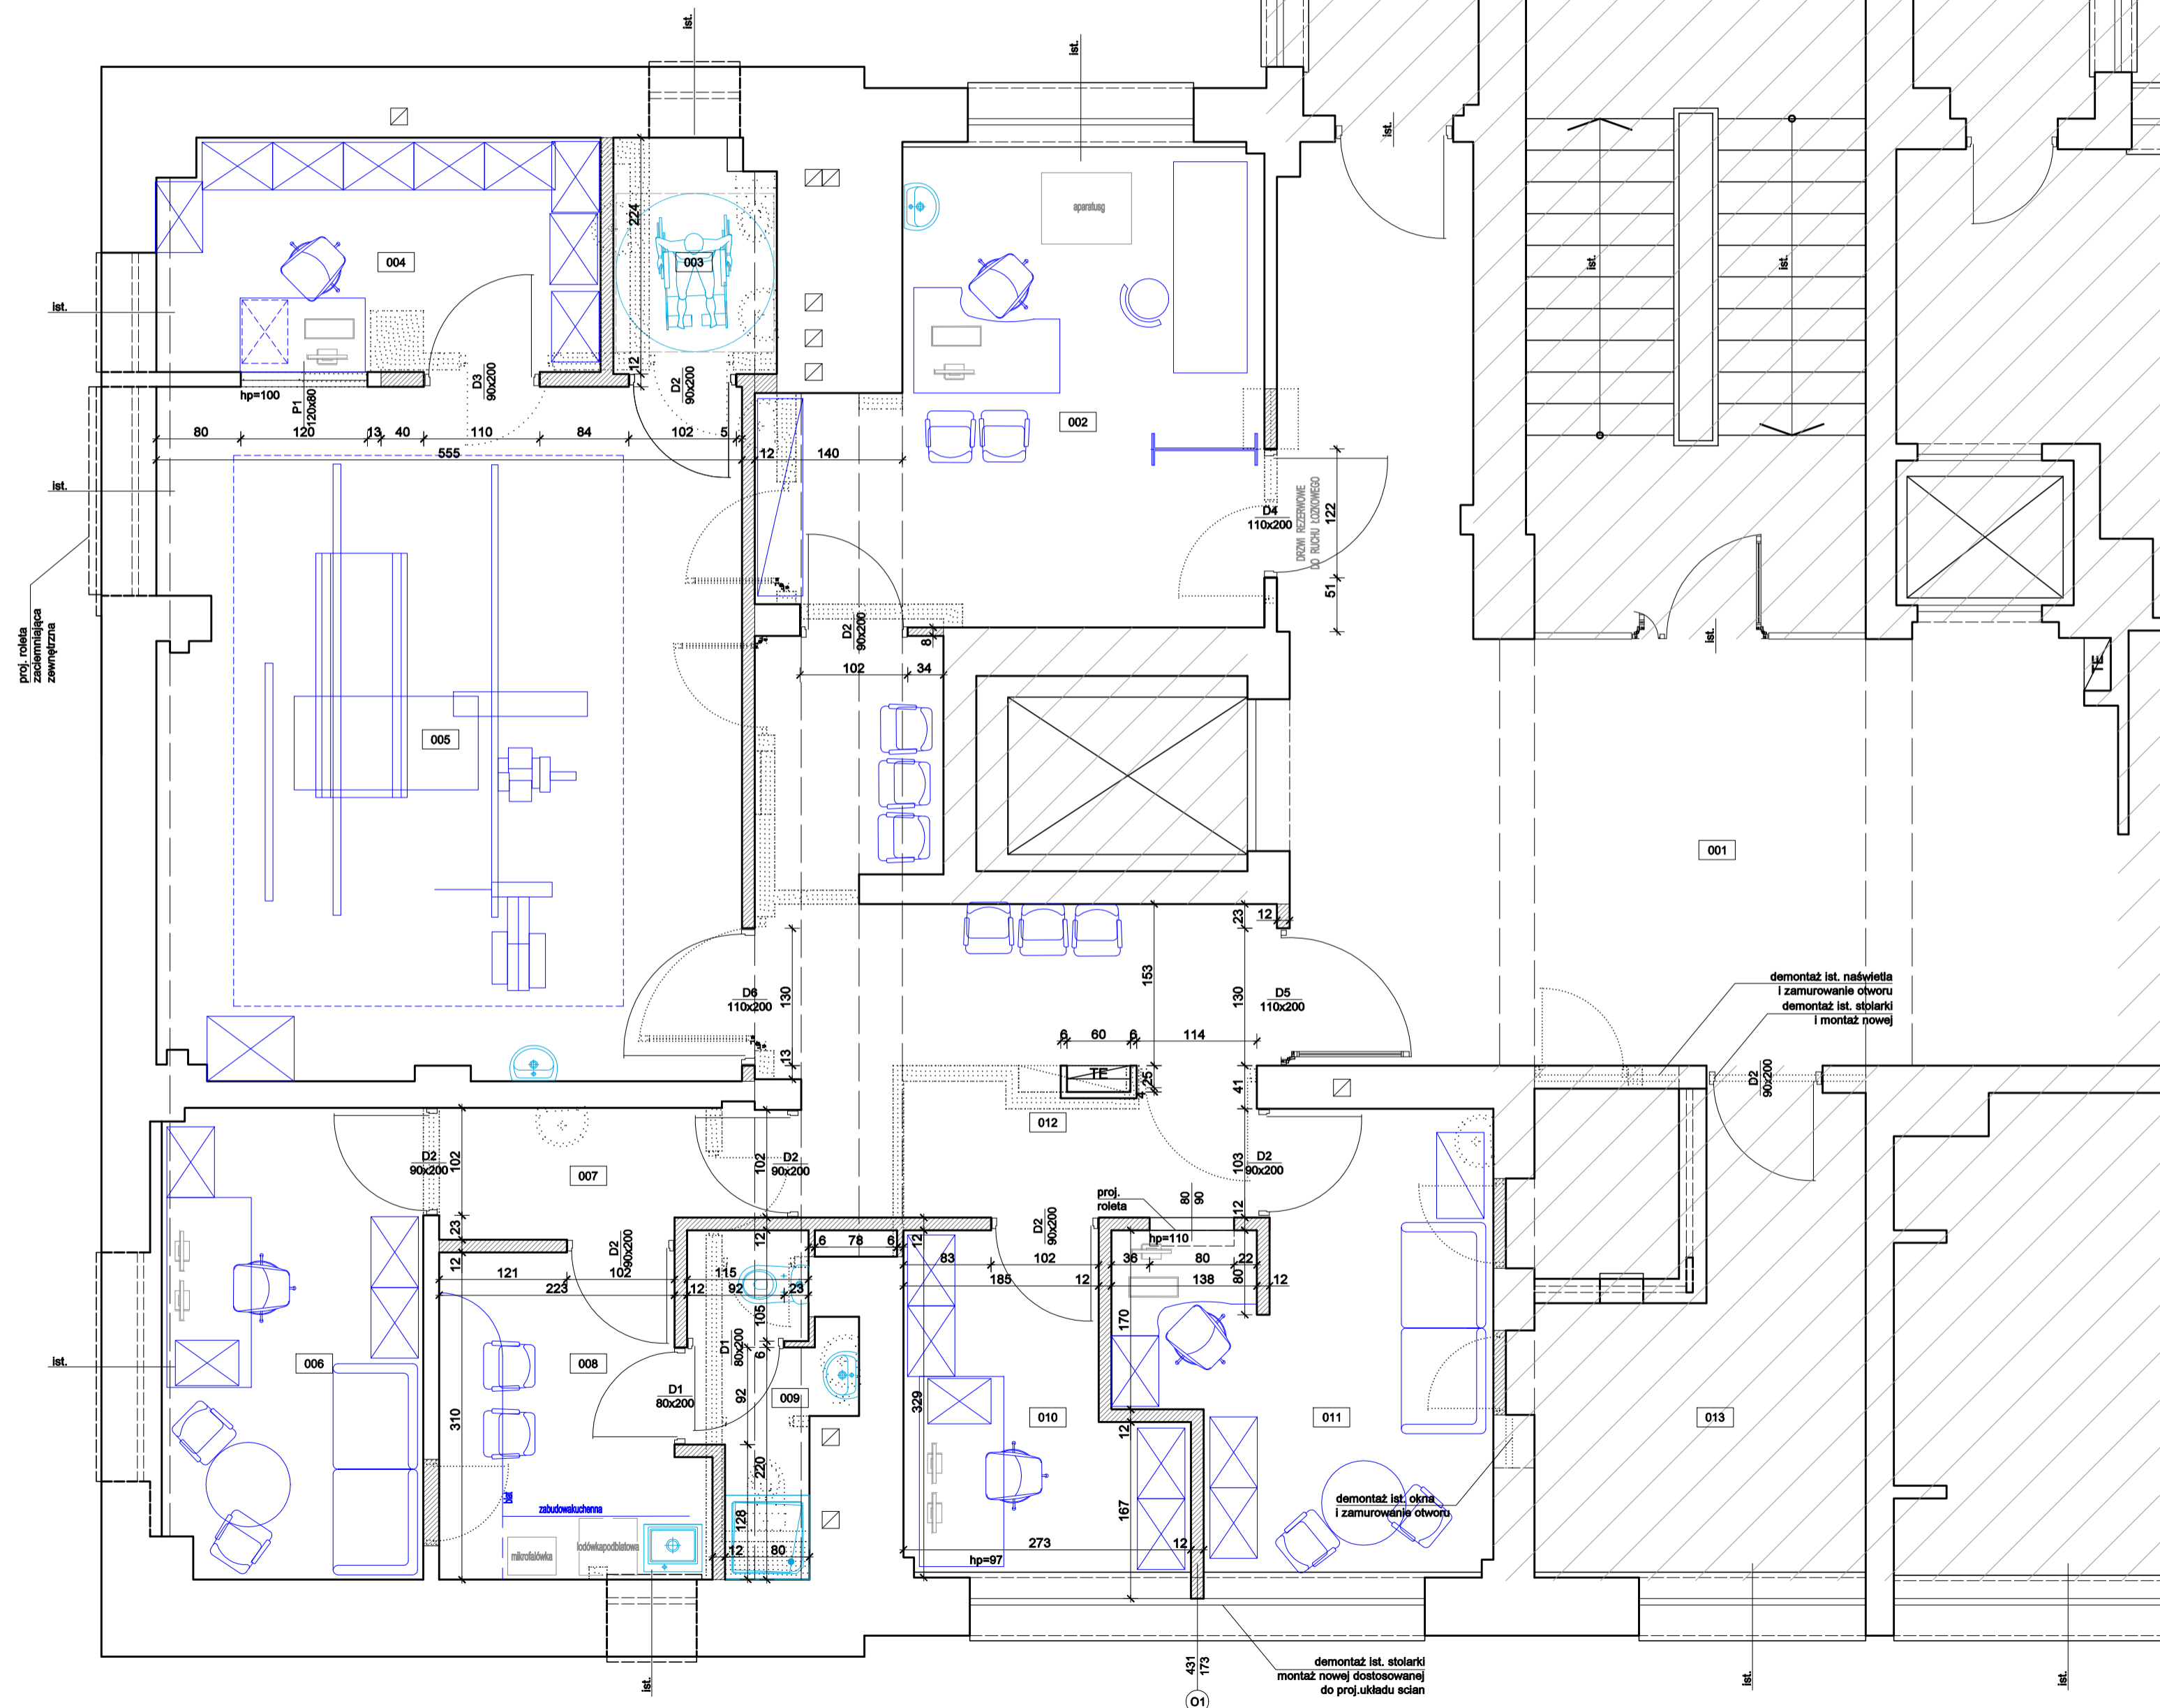 ist.
ist.
ist.
004
003
224
12
aparatusg
ist.
ist.
ist.
hp=100
P1
120x80
D3
90x200
D2
90x200
002
80
120
13
40
110
84
102
5
555
12
140
ist.
D4
110x200
DRZWI REZERWOWE
DO RUCHU ŁÓŻKOWEGO
122
51
proj. roleta
zaciemniająca
zewnętrzna
D2
90x200
8
102
34
ist.
TE
005
001
23
12
153
130
D6
110x200
130
D5
110x200
demontaż ist. naświetla
i zamurowanie otworu
demontaż ist. stolarki
i montaż nowej
6
60
6
114
13
TE
25
4
41
D2
90x200
012
D2
90x200
102
007
102
D2
90x200
103
D2
90x200
proj.
roleta
80
90
23
12
D2
90x200
12
6
78
6
12
D2
90x200
hp=110
12
121
102
115
83
102
36
80
22
223
12
92
23
185
12
138
80
12
105
170
D1
80x200
6
ist.
006
008
D1
80x200
92
009
329
310
010
12
011
013
220
tel.
zabudowakuchenna
128
167
demontaż ist. okna
i zamurowanie otworu
mikrofalówka
lodówkapodblatowa
12
80
273
12
hp=97
ist.
431
173
O1
demontaż ist. stolarki
montaż nowej dostosowanej
do proj.układu scian
ist.
ist.